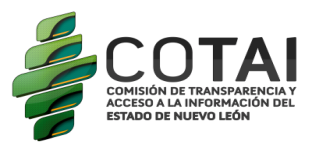 COTAI
COMISIÓN DE TRANSPARENCIA Y
ACCESO A LA INFORMACIÓN DEL
ESTADO DE NUEVO LEÓN